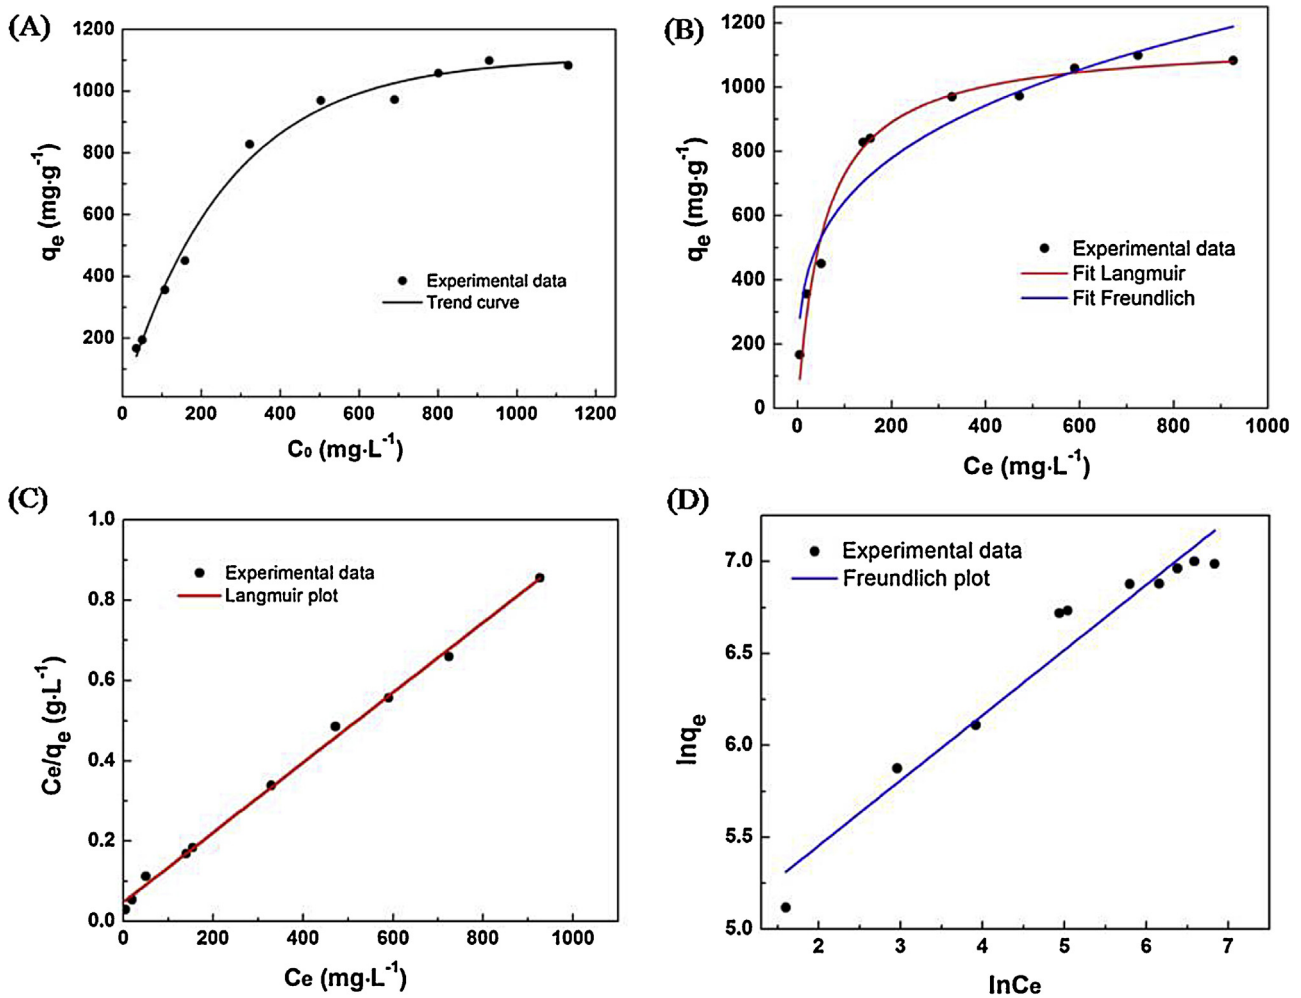 (A)
1200
1000
800
600
400
200
qe (mg·g-1)
Experimental data
Trend curve
0 200 400 600 800 1000 1200
C0 (mg·L-1)
(B)
1200
1000
800
600
400
200
0
qe (mg·g-1)
Experimental data
Fit Langmuir
Fit Freundlich
0 200 400 600 800 1000
Ce (mg·L-1)
(C)
1.0
0.8
0.6
0.4
0.2
0.0
Ce/qe (g·L-1)
Experimental data
Langmuir plot
0 200 400 600 800 1000
Ce (mg·L-1)
(D)
7.0
6.5
6.0
5.5
5.0
lnqe
Experimental data
Freundlich plot
2 3 4 5 6 7
lnCe